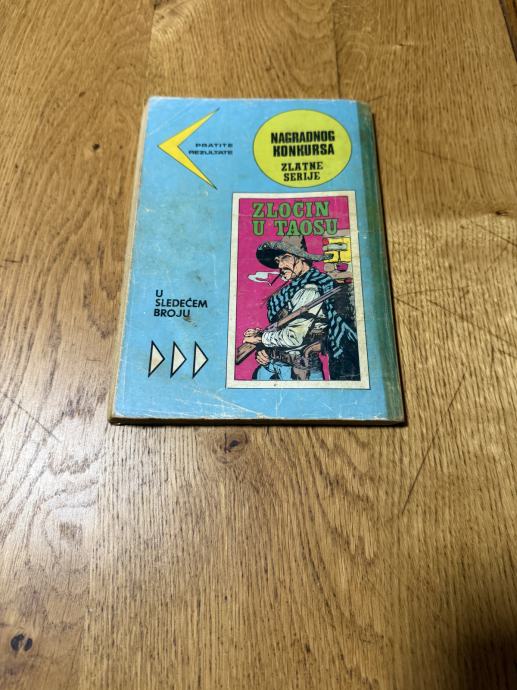 PRATITE
REZULTATE
NAGRADNOG
KONKURSA
ZLATNE
SERIJE
ZLOČIN
U TAOSU
U
SLEDEĆEM
BROJU